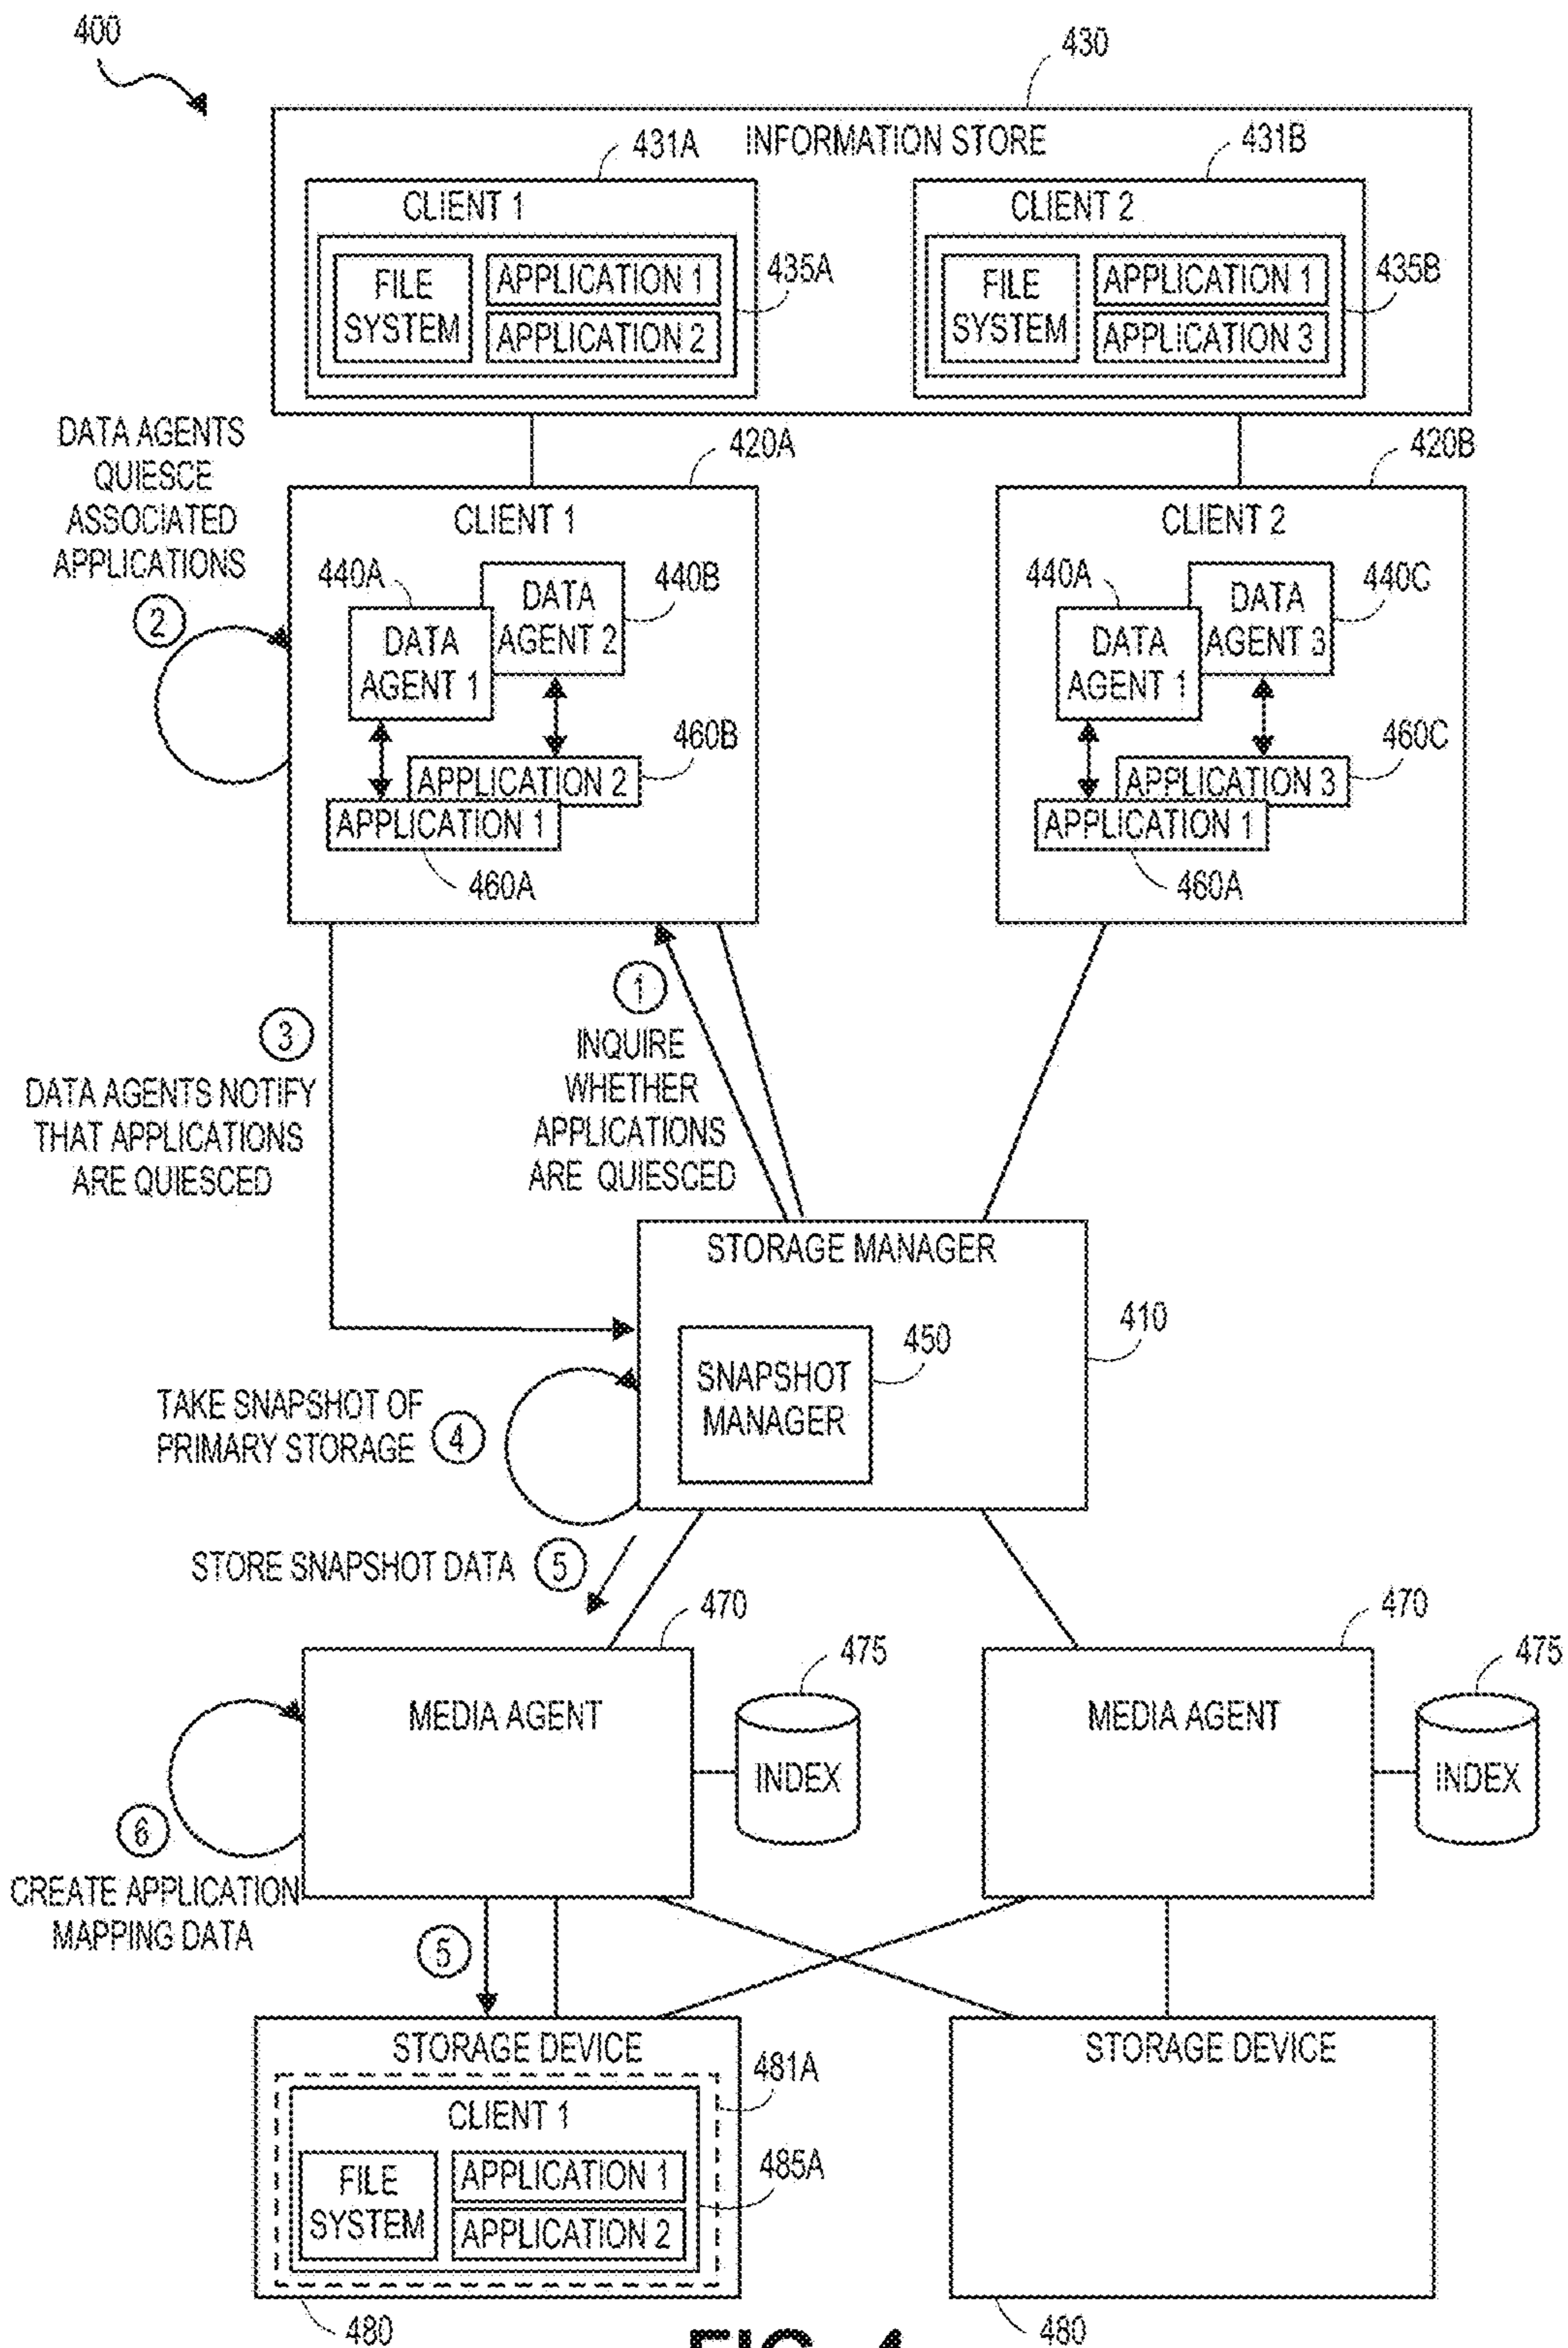 400
430
INFORMATION STORE
431A
431B
CLIENT 1
CLIENT 2
FILE
SYSTEM
APPLICATION 1
APPLICATION 2
435A
FILE
SYSTEM
APPLICATION 1
APPLICATION 3
435B
DATA AGENTS
QUIESCE
ASSOCIATED
APPLICATIONS
2
420A
420B
CLIENT 1
CLIENT 2
440A
DATA
AGENT 2
440B
DATA
AGENT 1
440A
DATA
AGENT 3
440C
DATA
AGENT 1
460B
APPLICATION 2
APPLICATION 1
460A
460C
APPLICATION 3
APPLICATION 1
460A
3
DATA AGENTS NOTIFY
THAT APPLICATIONS
ARE QUIESCED
1
INQUIRE
WHETHER
APPLICATIONS
ARE QUIESCED
STORAGE MANAGER
410
450
SNAPSHOT
MANAGER
TAKE SNAPSHOT OF
PRIMARY STORAGE
4
STORE SNAPSHOT DATA
5
470
470
MEDIA AGENT
475
INDEX
MEDIA AGENT
475
INDEX
6
CREATE APPLICATION
MAPPING DATA
5
STORAGE DEVICE
481A
CLIENT 1
FILE
SYSTEM
APPLICATION 1
APPLICATION 2
485A
480
STORAGE DEVICE
480
FIG. 4